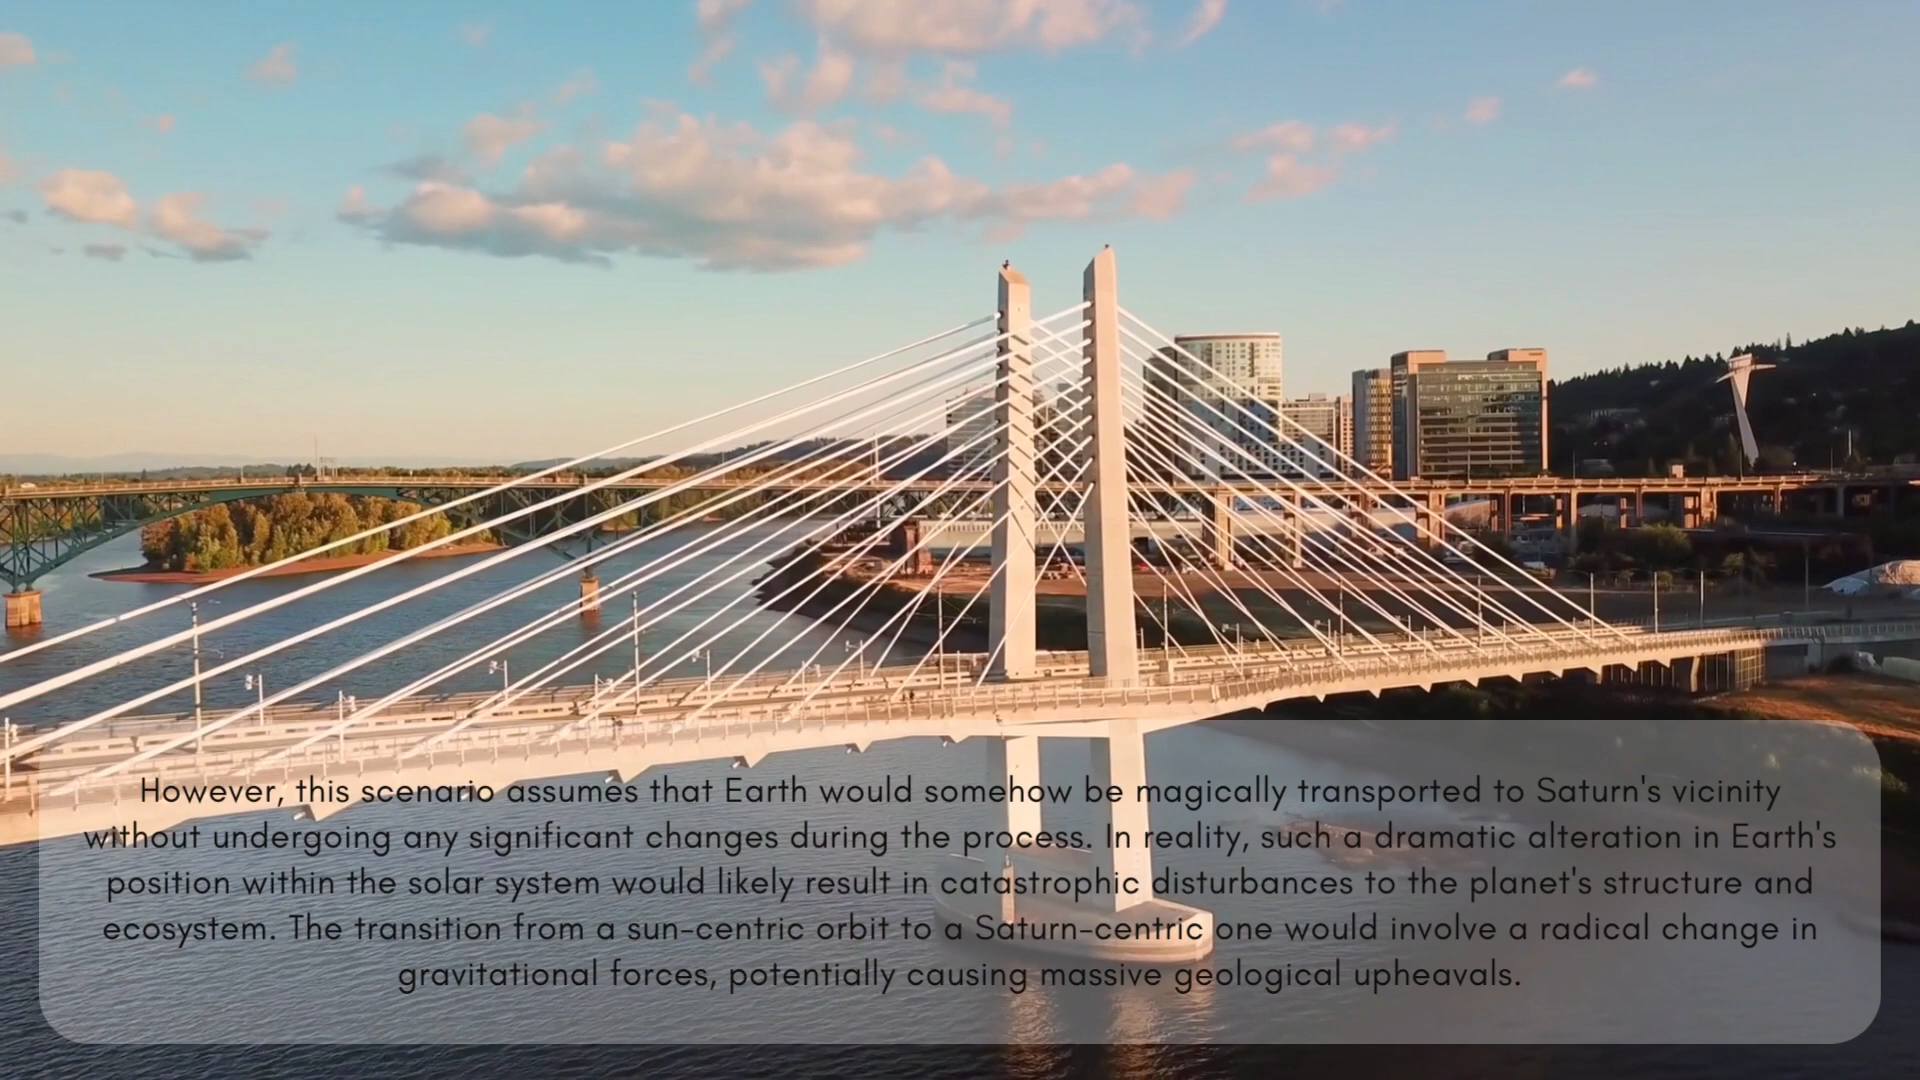 However, this scenario assumes that Earth would somehow be magically transported to Saturn's vicinity
without undergoing any significant changes during the process. In reality, such a dramatic alteration in Earth's
position within the solar system would likely result in catastrophic disturbances to the planet's structure and
ecosystem. The transition from a sun-centric orbit to a Saturn-centric one would involve a radical change in
gravitational forces, potentially causing massive geological upheavals.